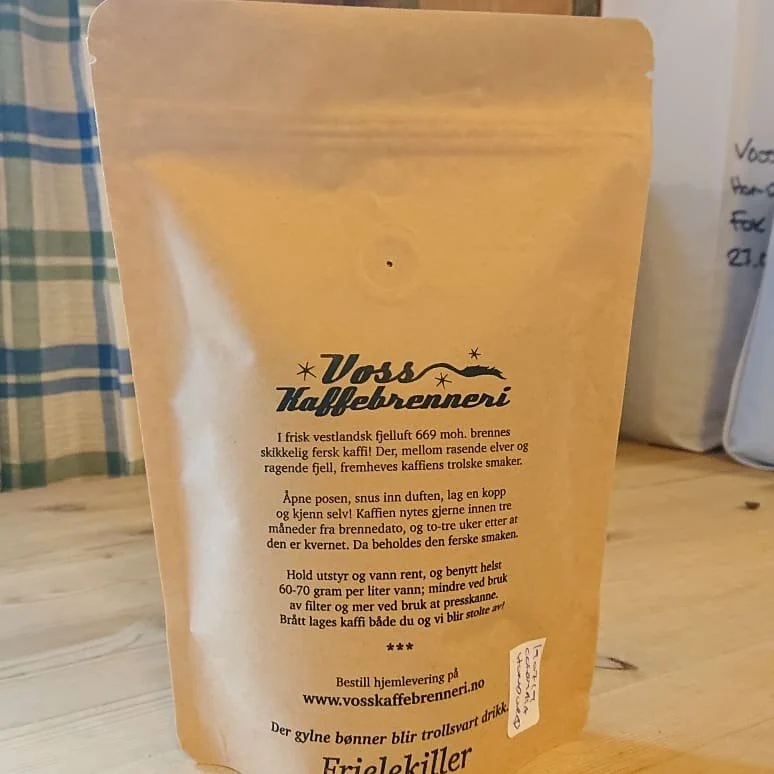 Voss
Kaffebrenneri
I frisk vestlandsk fjelluft 669 moh. brennes
skikkelig fersk kaffi! Der, mellom rasende elver og
ragende fjell, fremheves kaffiens trolske smaker.
Åpne posen, snus inn duften, lag en kopp
og kjenn selv! Kaffien nytes gjerne innen tre
måneder fra brennedato, og to-tre uker etter at
den er kvernet. Da beholdes den ferske smaken.
Hold utstyr og vann rent, og benytt helst
60-70 gram per liter vann; mindre ved bruk
av filter og mer ved bruk at presskanne.
Brått lages kaffi både du og vi blir stolte av!
***
Bestill hjemlevering på
www.vosskaffebrenneri.no
Der gylne bønner blir trollsvart drikk.
Frielekiller
Voss